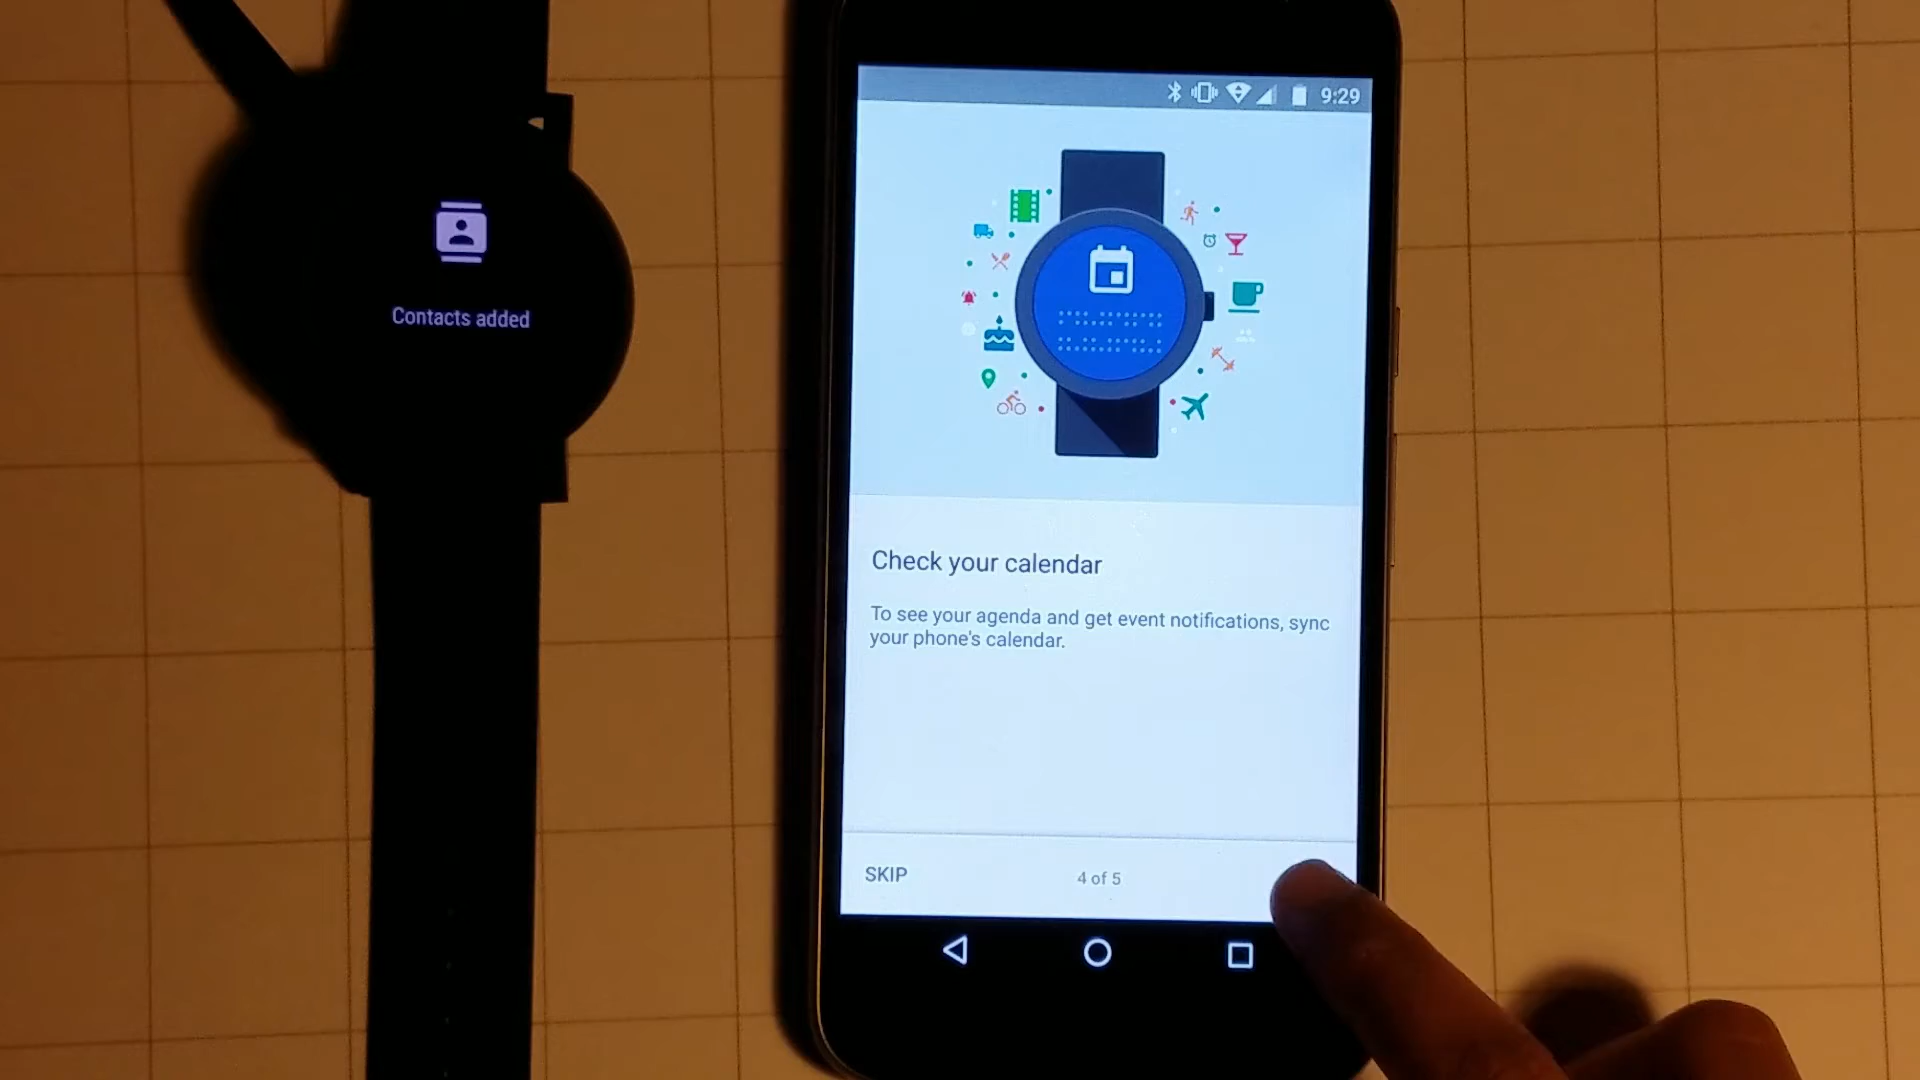 Contacts added
9:29
Check your calendar
To see your agenda and get event notifications, sync
your phone's calendar.
SKIP
4 of 5